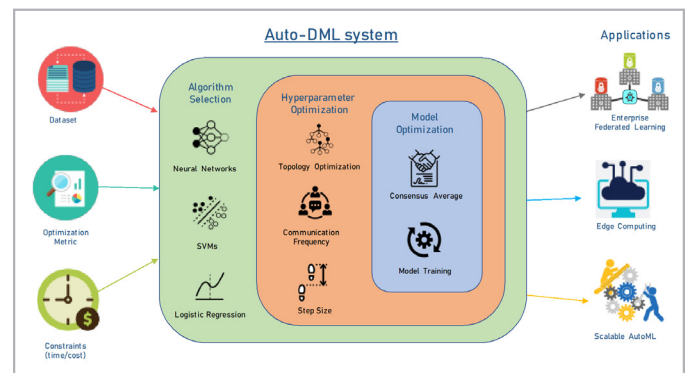 Auto-DML system
Applications
Dataset
Optimization
Metric
Constraints
(time/cost)
Algorithm
Selection
Neural Networks
SVMs
Logistic Regression
Hyperparameter
Optimization
Topology Optimization
Communication
Frequency
Step Size
Model
Optimization
Consensus Average
Model Training
Enterprise
Federated Learning
Edge Computing
Scalable AutoML
$